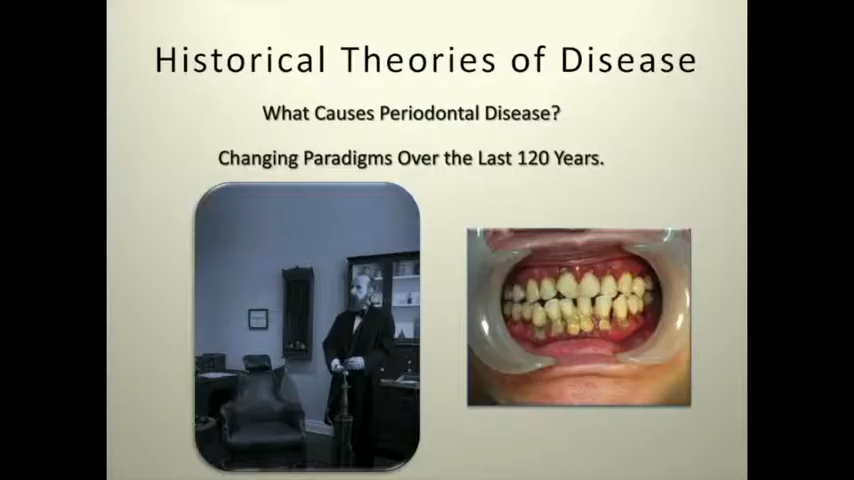 Historical Theories of Disease
What Causes Periodontal Disease?
Changing Paradigms Over the Last 120 Years.